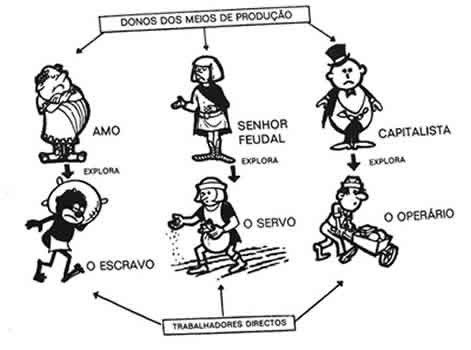 DONOS DOS MEIOS DE PRODUÇÃO
AMO
SENHOR
FEUDAL
CAPITALISTA
EXPLORA
EXPLORA
EXPLORA
O ESCRAVO
O SERVO
O OPERÁRIO
TRABALHADORES DIRECTOS